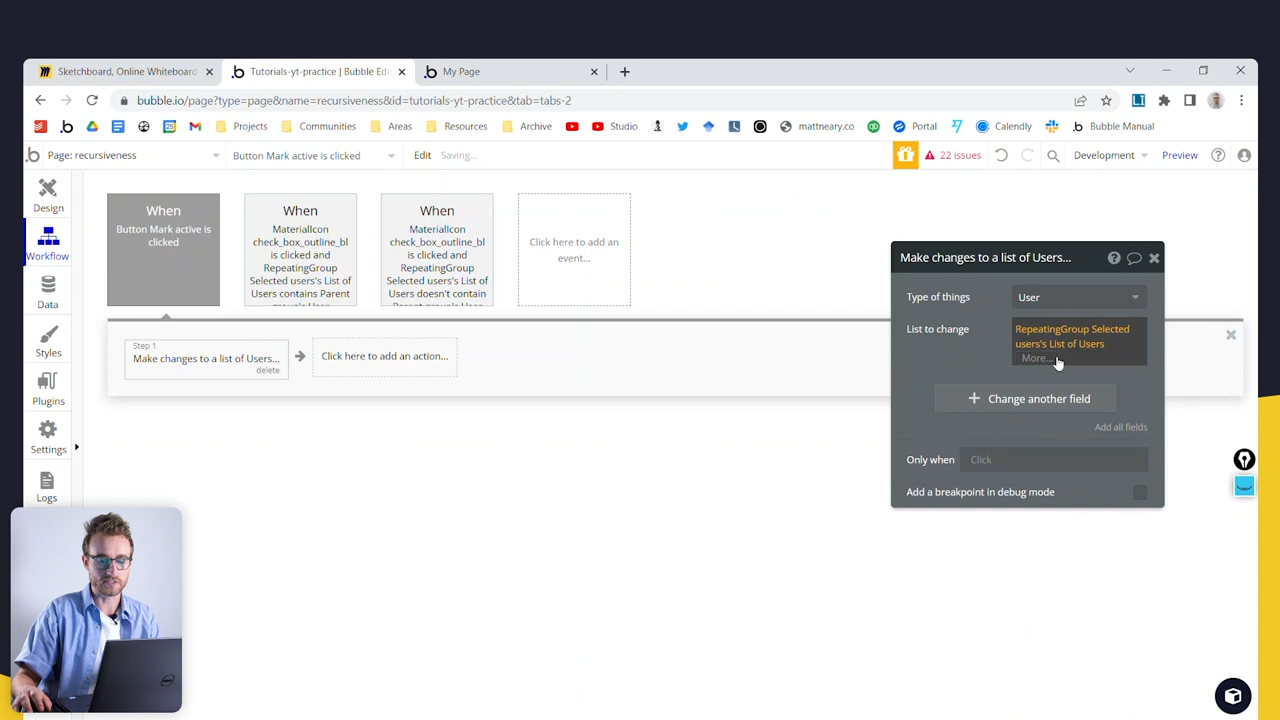 Sketchboard, Online Whiteboard
Tutorials-yt-practice | Bubble Edi
My Page
bubble.io/page?type=page&name=recursiveness&id=tutorials-yt-practice&tab=tabs-2
Projects
Communities
Areas
Resources
Archive
Studio
mattneary.co
Portal
Calendly
Bubble Manual
Page: recursiveness
Button Mark active is clicked
Edit
Saving...
22 issues
Development
Preview
Design
Workflow
Data
Styles
Plugins
Settings
Logs
When
Button Mark active is
clicked
When
MaterialIcon
check_box_outline_bl
is clicked and
RepeatingGroup
Selected users's List of
Users contains Parent
group's User
When
MaterialIcon
check_box_outline_bl
is clicked and
RepeatingGroup
Selected users's List of
Users doesn't contain
Parent group's User
Click here to add an
event...
Step 1
Make changes to a list of Users...
delete
Click here to add an action...
Make changes to a list of Users...
Type of things
User
List to change
RepeatingGroup Selected
users's List of Users
More...
Change another field
Add all fields
Only when
Click
Add a breakpoint in debug mode